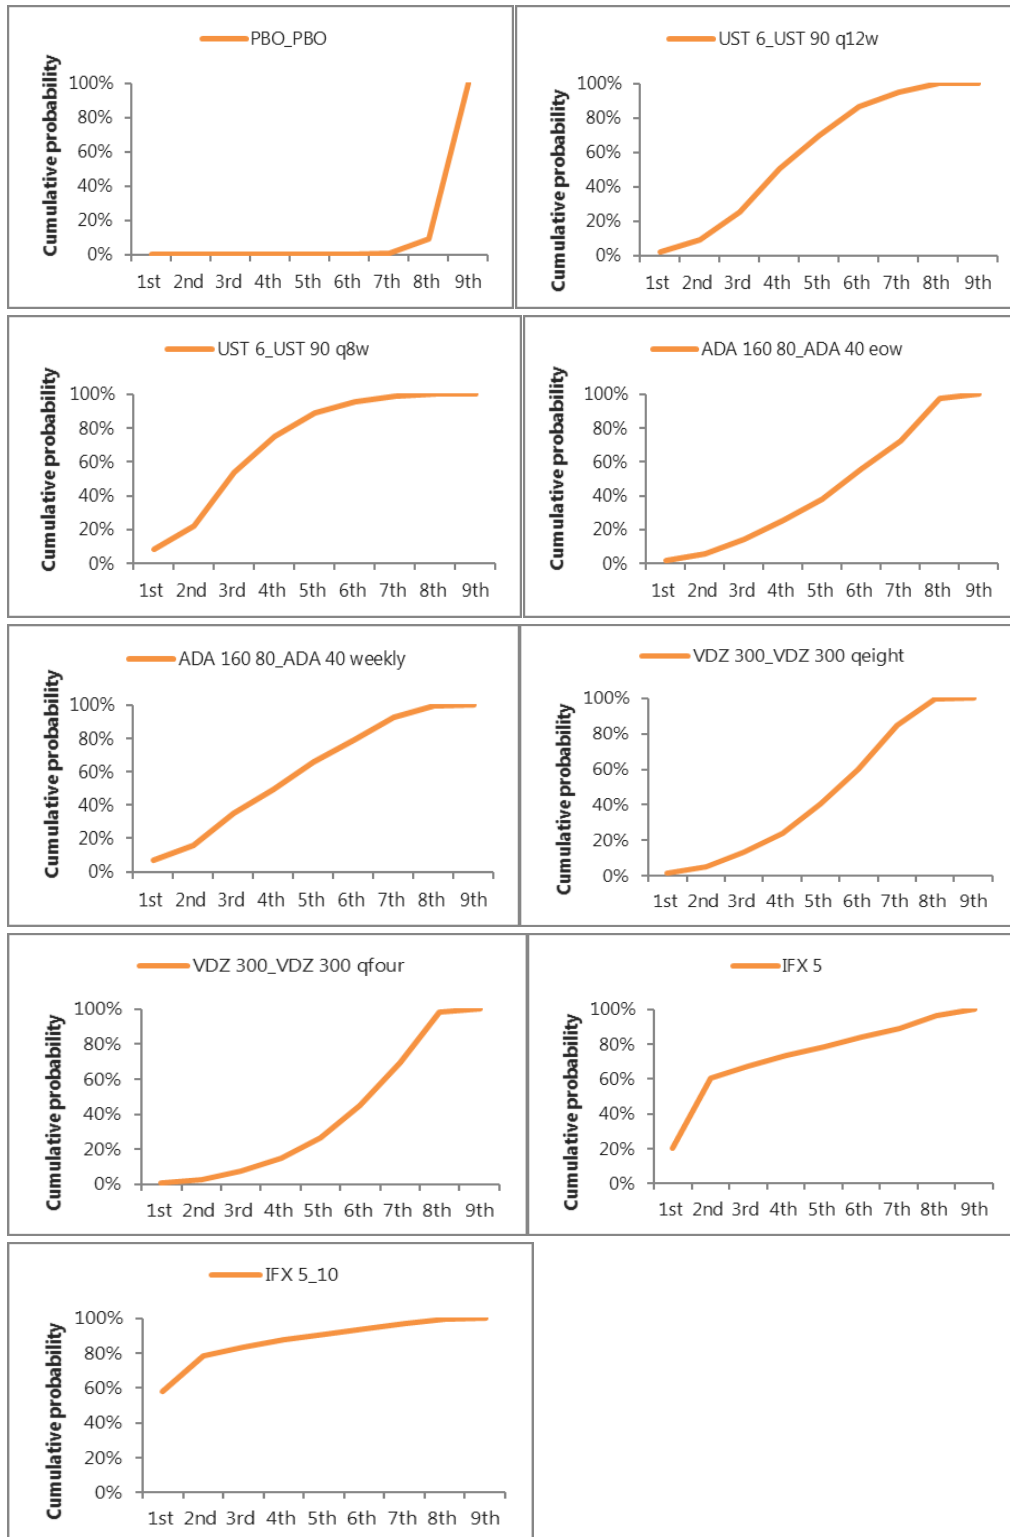 PBO_PBO
Cumulative probability
100%
80%
60%
40%
20%
0%
1st 2nd 3rd 4th 5th 6th 7th 8th 9th
UST 6_UST 90 q12w
Cumulative probability
100%
80%
60%
40%
20%
0%
1st 2nd 3rd 4th 5th 6th 7th 8th 9th
UST 6_UST 90 q8w
Cumulative probability
100%
80%
60%
40%
20%
0%
1st 2nd 3rd 4th 5th 6th 7th 8th 9th
ADA 160 80_ADA 40 eow
Cumulative probability
100%
80%
60%
40%
20%
0%
1st 2nd 3rd 4th 5th 6th 7th 8th 9th
ADA 160 80_ADA 40 weekly
Cumulative probability
100%
80%
60%
40%
20%
0%
1st 2nd 3rd 4th 5th 6th 7th 8th 9th
VDZ 300_VDZ 300 qeight
Cumulative probability
100%
80%
60%
40%
20%
0%
1st 2nd 3rd 4th 5th 6th 7th 8th 9th
VDZ 300_VDZ 300 qfour
Cumulative probability
100%
80%
60%
40%
20%
0%
1st 2nd 3rd 4th 5th 6th 7th 8th 9th
IFX 5
Cumulative probability
100%
80%
60%
40%
20%
0%
1st 2nd 3rd 4th 5th 6th 7th 8th 9th
IFX 5_10
Cumulative probability
100%
80%
60%
40%
20%
0%
1st 2nd 3rd 4th 5th 6th 7th 8th 9th